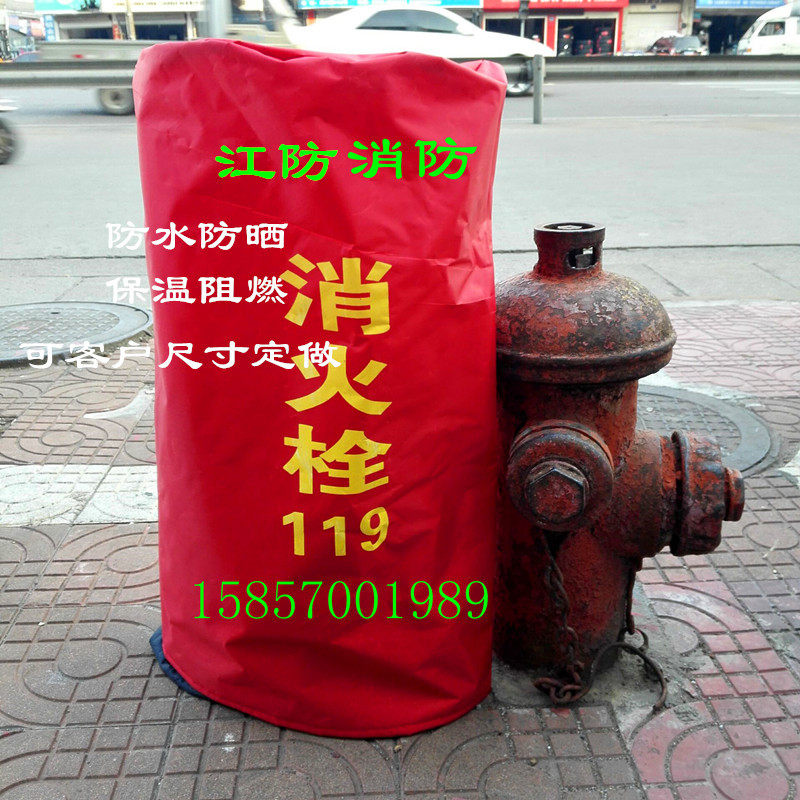 江防消防
防水防晒
保温阻燃
可客户尺寸定做
消火栓
119
15857001989